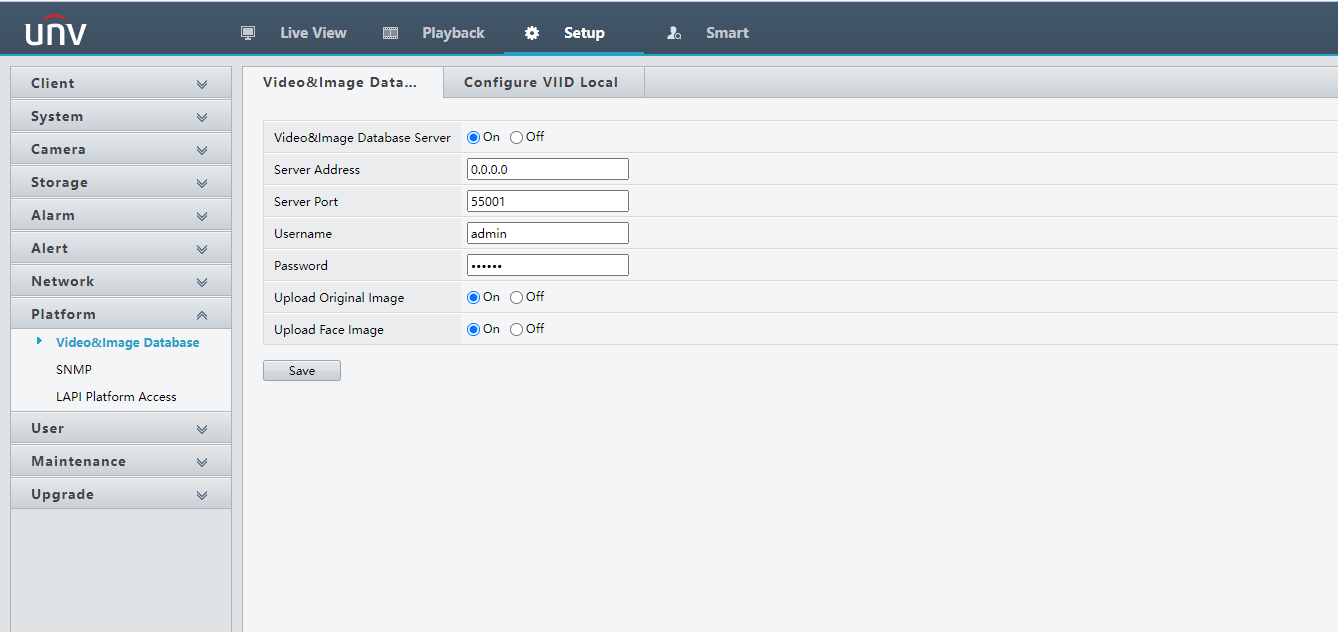 unv
Live View Playback Setup Smart
Client
System
Camera
Storage
Alarm
Alert
Network
Platform
Video&Image Database
SNMP
LAPI Platform Access
User
Maintenance
Upgrade
Video&Image Data... Configure VIID Local
Video&Image Database Server On Off
Server Address 0.0.0.0
Server Port 55001
Username admin
Password ••••••
Upload Original Image On Off
Upload Face Image On Off
Save